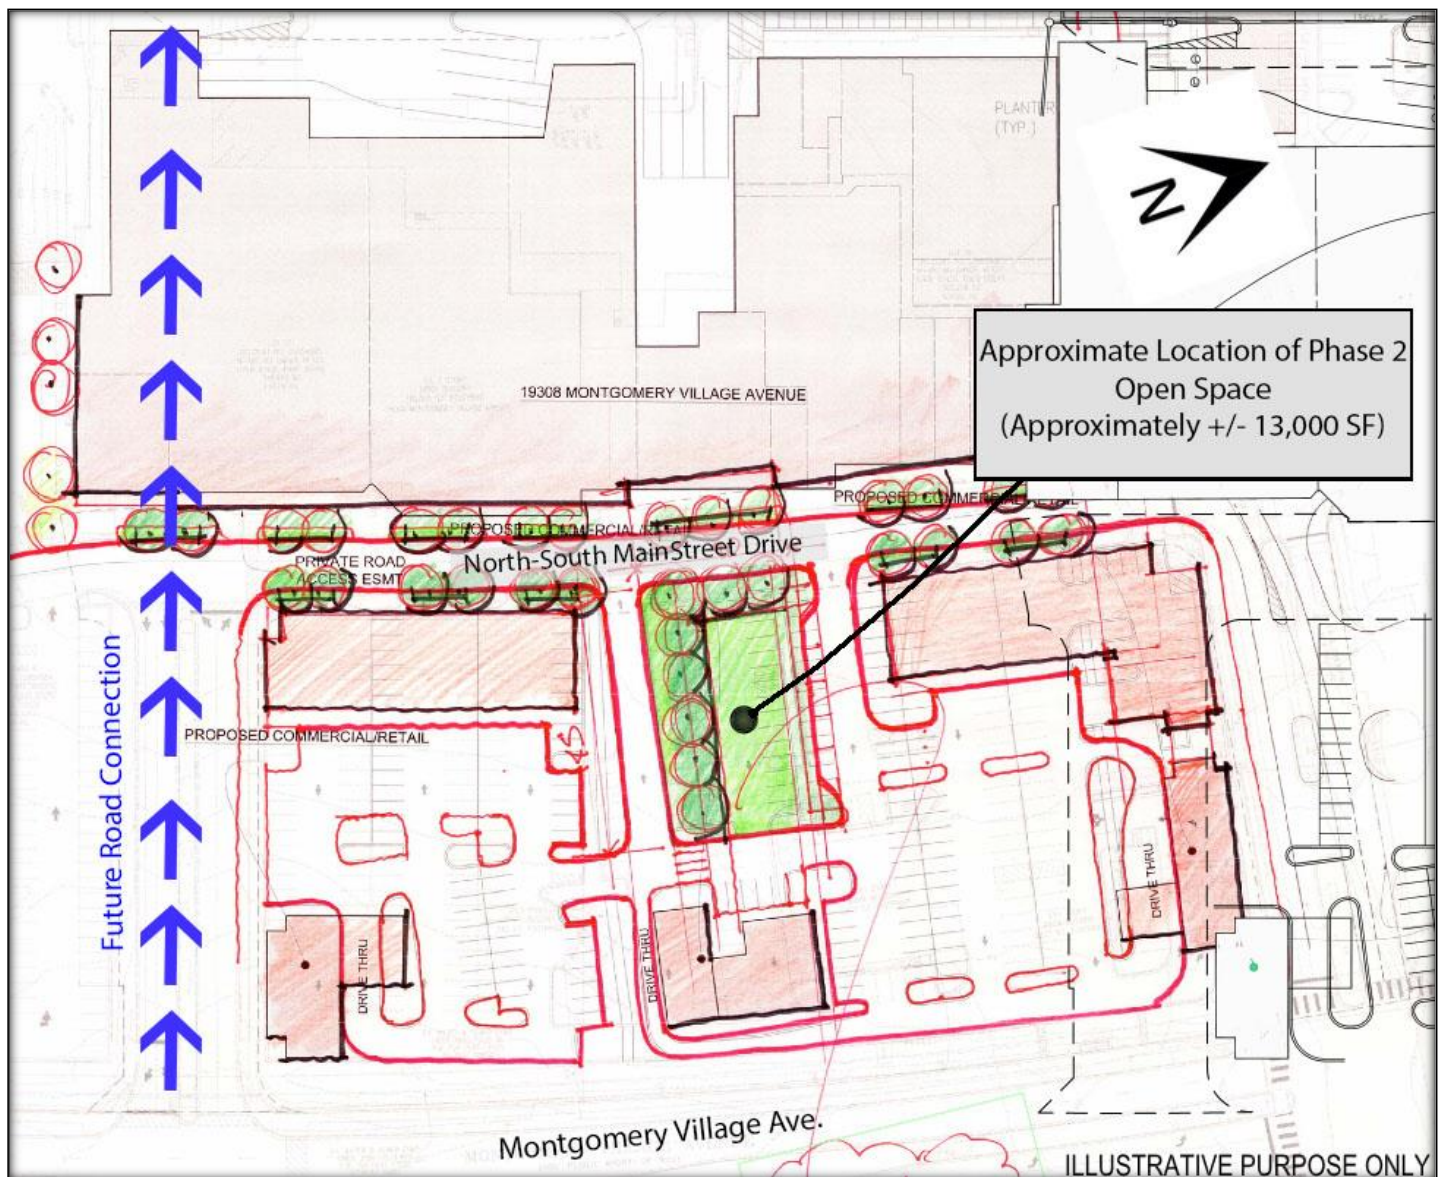 PLANTER
(TYP.)
N
Approximate Location of Phase 2
Open Space
(Approximately +/- 13,000 SF)
19308 MONTGOMERY VILLAGE AVENUE
PROPOSED COMMERCIAL/RETAIL
PROPOSED COMMERCIAL/RETAIL
North-South MainStreet Drive
PRIVATE ROAD
ACCESS ESMT
Future Road Connection
PROPOSED COMMERCIAL/RETAIL
DRIVE THRU
DRIVE THRU
DRIVE THRU
Montgomery Village Ave.
ILLUSTRATIVE PURPOSE ONLY